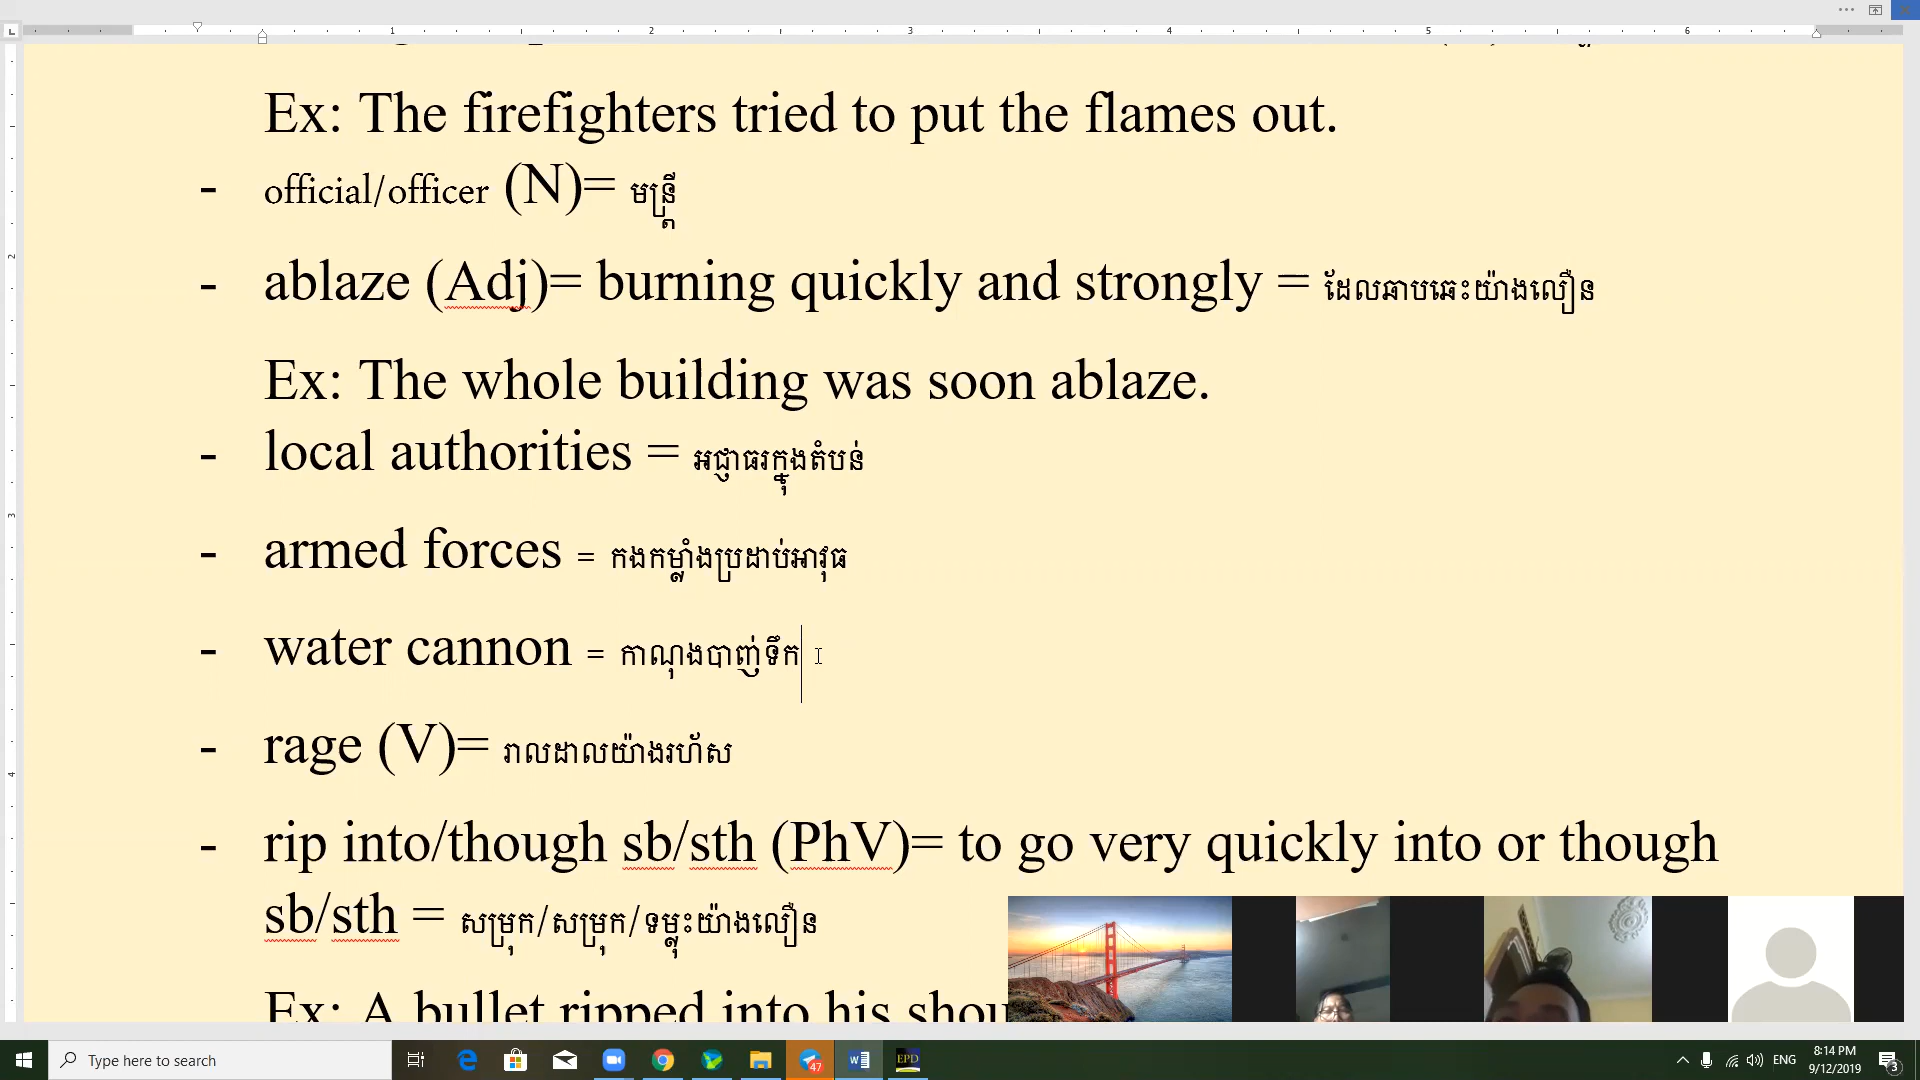 Ex: The firefighters tried to put the flames out.
- official/officer (N)= មន្ត្រី
- ablaze (Adj)= burning quickly and strongly = ដែលឆាបឆេះយ៉ាងលឿន
Ex: The whole building was soon ablaze.
- local authorities = អជ្ញាធរក្នុងតំបន់
- armed forces = កងកម្លាំងប្រដាប់អាវុធ
- water cannon = កាណុងបាញ់ទឹក
- rage (V)= រាលដាលយ៉ាងរហ័ស
- rip into/though sb/sth (PhV)= to go very quickly into or though
sb/sth = សម្រុក/សម្រុក/ទម្លុះយ៉ាងលឿន
Ex: A bullet ripped into his
Type here to search
47
EPD
ENG
8:14 PM
9/12/2019
3